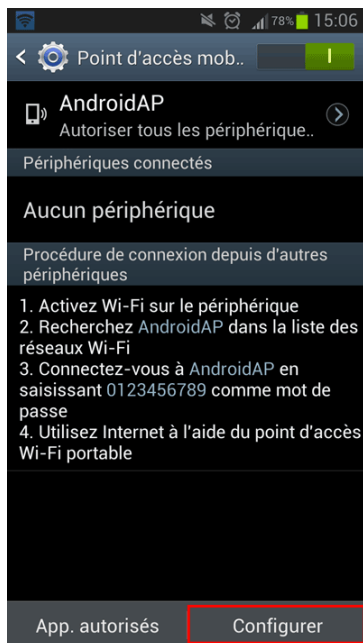 78% 15:06
Point d'accès mob..
AndroidAP
Autoriser tous les périphérique..
Périphériques connectés
Aucun périphérique
Procédure de connexion depuis d'autres
périphériques
1. Activez Wi-Fi sur le périphérique
2. Recherchez AndroidAP dans la liste des
réseaux Wi-Fi
3. Connectez-vous à AndroidAP en
saisissant 0123456789 comme mot de
passe
4. Utilisez Internet à l'aide du point d'accès
Wi-Fi portable
App. autorisés Configurer